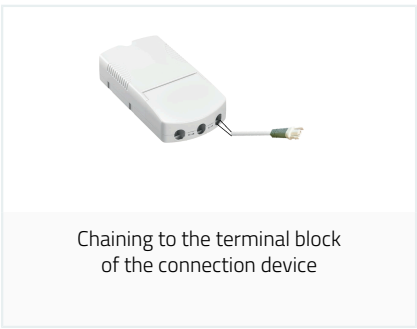 Chaining to the terminal block
of the connection device